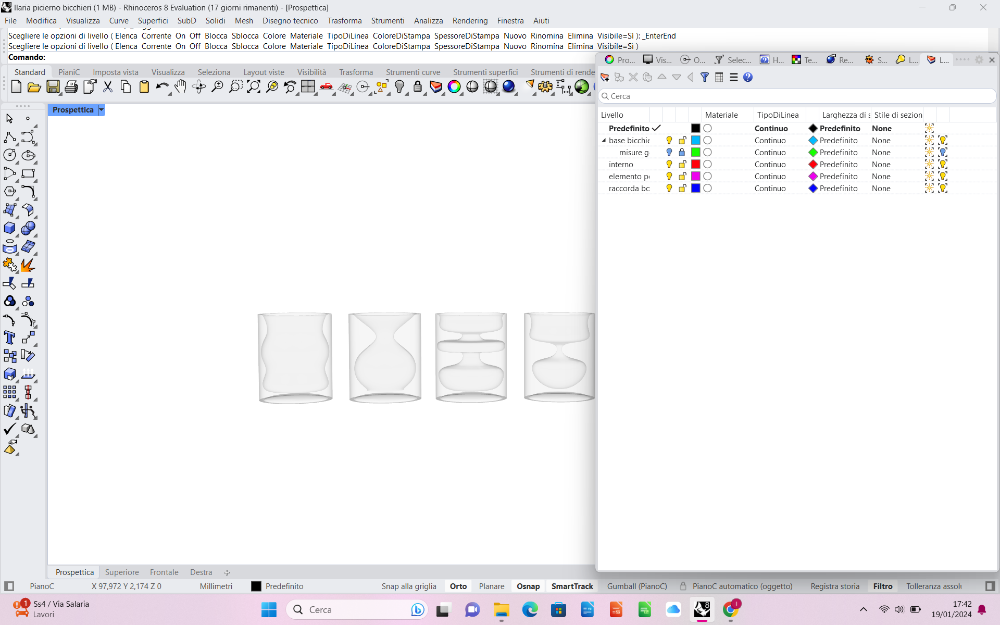 Ilaria picierno bicchieri (1 MB) - Rhinoceros 8 Evaluation (17 giorni rimanenti) - [Prospettica]
File Modifica Visualizza Curve Superfici SubD Solidi Mesh Disegno tecnico Trasforma Strumenti Analizza Rendering Finestra Aiuti
Scegliere le opzioni di livello ( Elenca Corrente On Off Blocca Sblocca Colore Materiale TipoDiLinea ColoreDiStampa SpessoreDiStampa Nuovo Rinomina Elimina Visibile=Sì ): _EnterEnd
Scegliere le opzioni di livello ( Elenca Corrente On Off Blocca Sblocca Colore Materiale TipoDiLinea ColoreDiStampa SpessoreDiStampa Nuovo Rinomina Elimina Visibile=Sì )
Comando:
Standard PianiC Imposta vista Visualizza Seleziona Layout viste Visibilità Trasforma Strumenti curve Strumenti superfici Strumenti di rende
Pro... Vis... O... Selec... H... Te... Re... S... L... L...
Cerca
Livello Materiale TipoDiLinea Larghezza di s Stile di sezion
Predefinito Continuo Predefinito None
base bicchie Continuo Predefinito None
misure g Continuo Predefinito None
interno Continuo Predefinito None
elemento pe Continuo Predefinito None
raccorda bo Continuo Predefinito None
Prospettica
Prospettica Superiore Frontale Destra
PianoC X 97,972 Y 2,174 Z 0 Millimetri Predefinito Snap alla griglia Orto Planare Osnap SmartTrack Gumball (PianoC) PianoC automatico (oggetto) Registra storia Filtro Tolleranza assolu
1 Ss4 / Via Salaria
Lavori
Cerca
8
17:42
19/01/2024